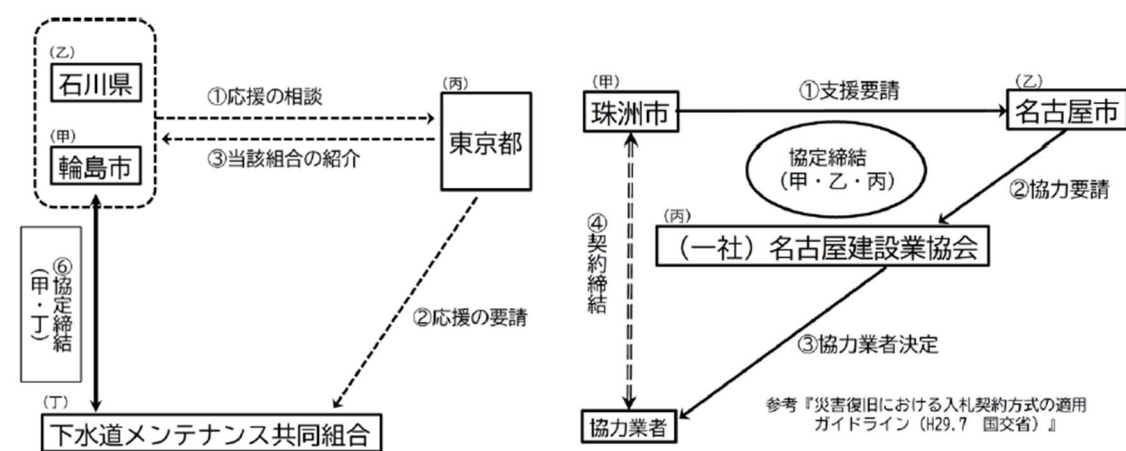 (乙)
石川県
(甲)
輪島市
①応援の相談
③当該組合の紹介
(丙)
東京都
⑥協定締結
(甲・丁)
②応援の要請
(丁)
下水道メンテナンス共同組合
(甲)
珠洲市
①支援要請
(乙)
名古屋市
協定締結
(甲・乙・丙)
②協力要請
(丙)
(一社)名古屋建設業協会
④契約締結
③協力業者決定
協力業者
参考『災害復旧における入札契約方式の適用
ガイドライン(H29.7 国交省)』